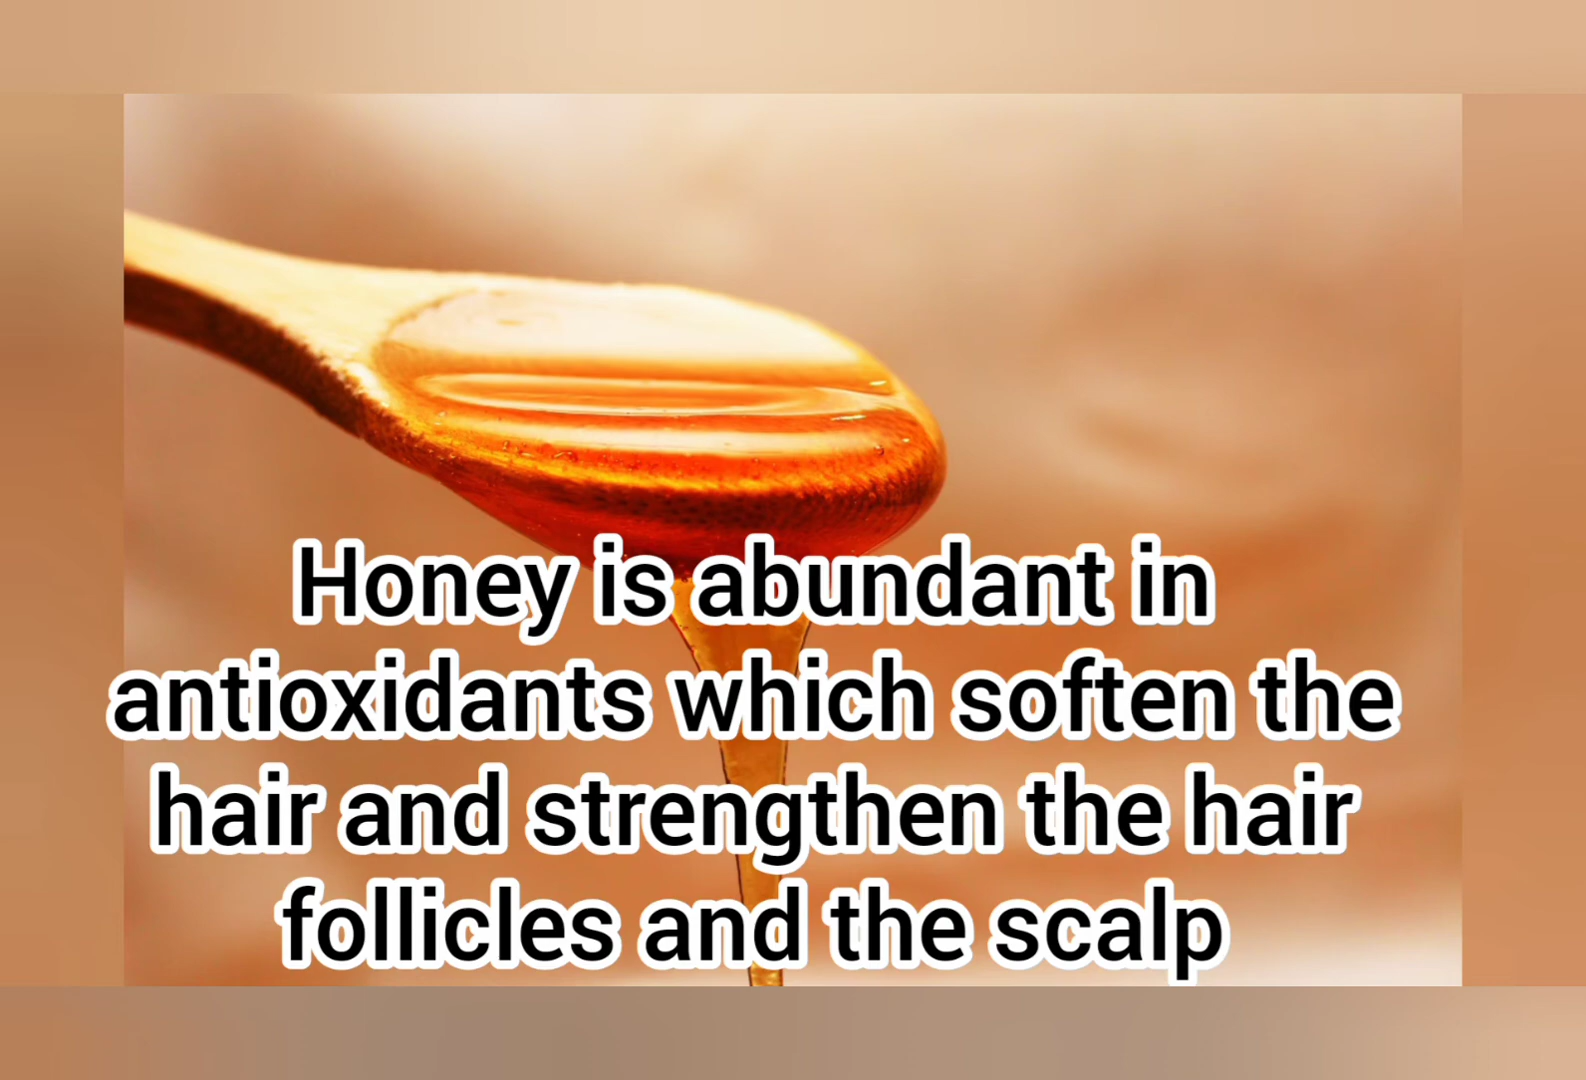 Honey is abundant in
antioxidants which soften the
hair and strengthen the hair
follicles and the scalp